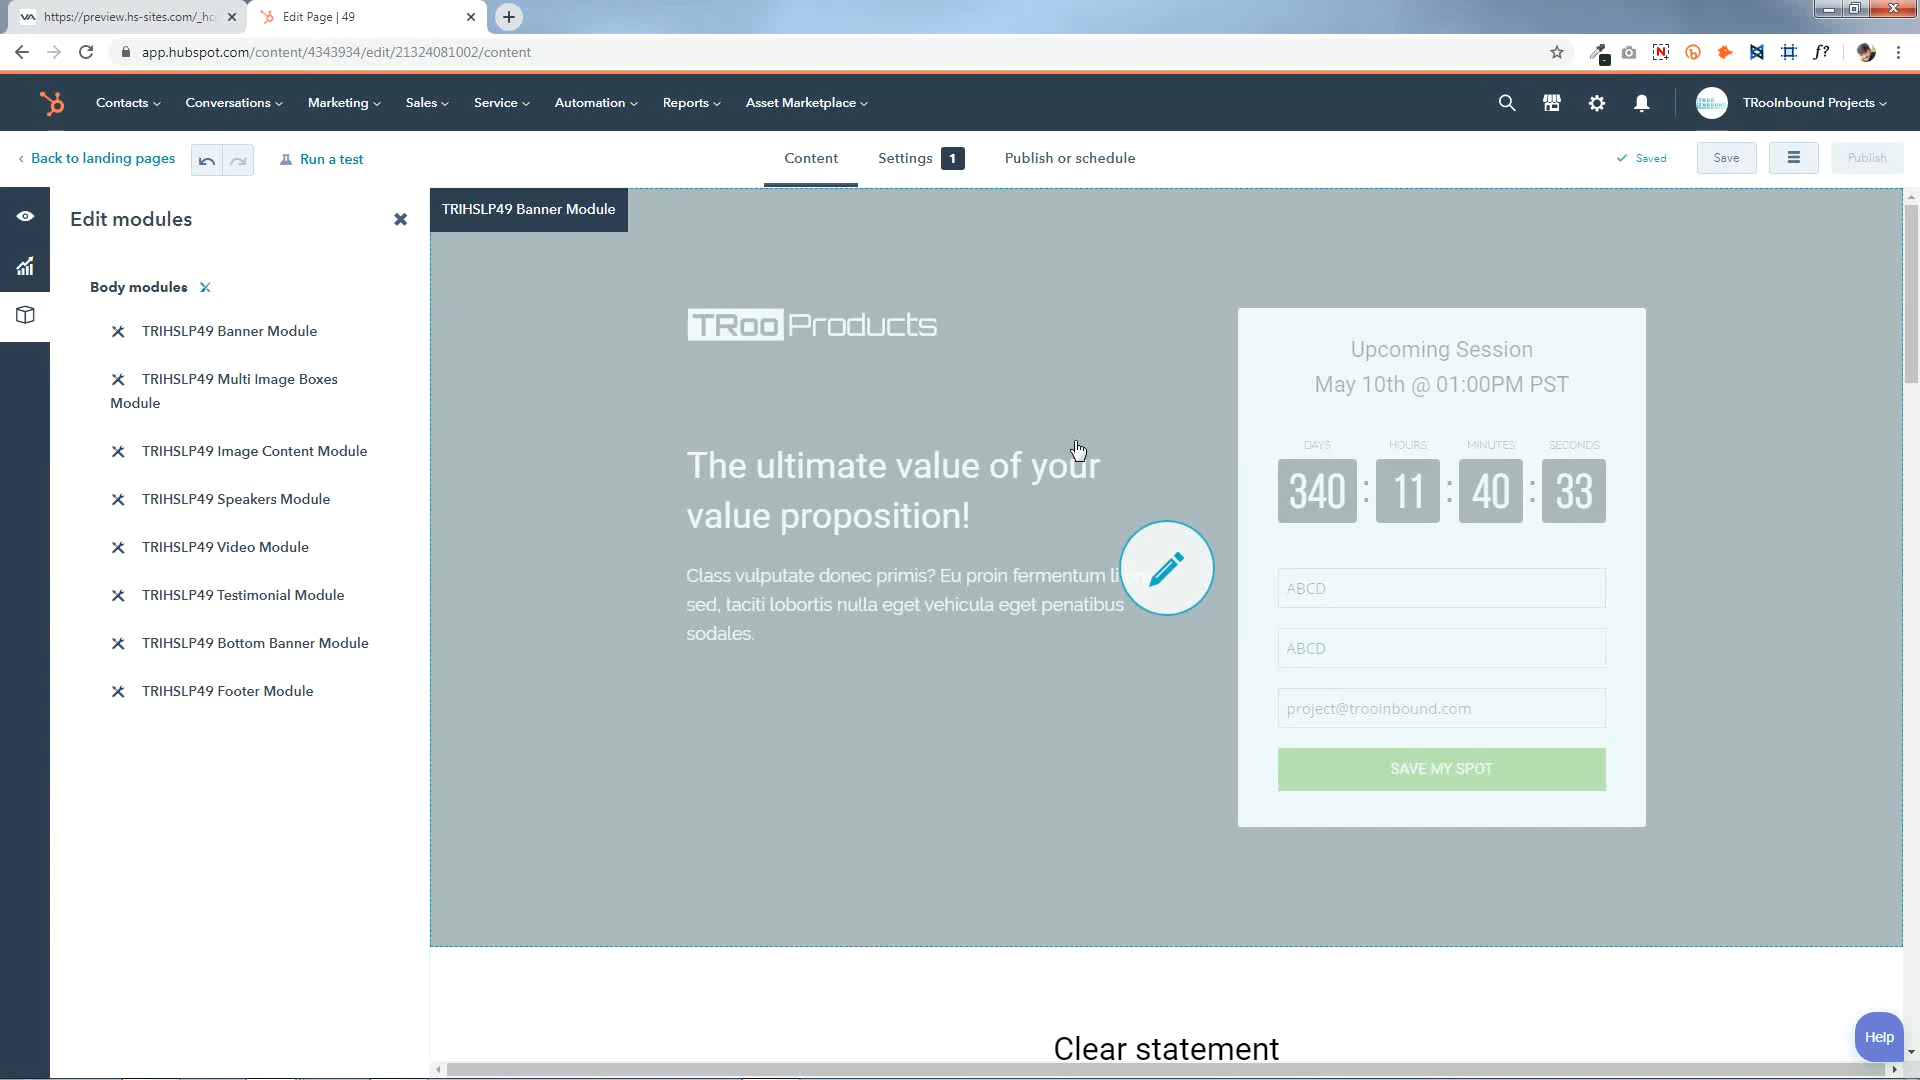 https://preview.hs-sites.com/_hc
Edit Page | 49
app.hubspot.com/content/4343934/edit/21324081002/content
Contacts
Conversations
Marketing
Sales
Service
Automation
Reports
Asset Marketplace
TRooInbound Projects
Back to landing pages
Run a test
Content
Settings 1
Publish or schedule
Saved
Save
Publish
Edit modules
Body modules
TRIHSLP49 Banner Module
TRIHSLP49 Multi Image Boxes
Module
TRIHSLP49 Image Content Module
TRIHSLP49 Speakers Module
TRIHSLP49 Video Module
TRIHSLP49 Testimonial Module
TRIHSLP49 Bottom Banner Module
TRIHSLP49 Footer Module
TRIHSLP49 Banner Module
TRoo Products
The ultimate value of your
value proposition!
Class vulputate donec primis? Eu proin fermentum
sed, taciti lobortis nulla eget vehicula eget penatibus
sodales.
Upcoming Session
May 10th @ 01:00PM PST
DAYS HOURS MINUTES SECONDS
340 : 11 : 40 : 33
ABCD
ABCD
project@trooinbound.com
SAVE MY SPOT
Clear statement
Help